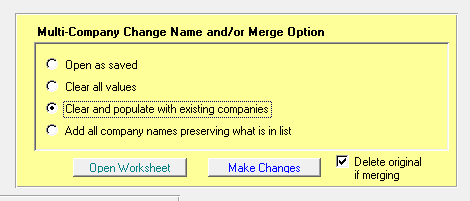 Multi-Company Change Name and/or Merge Option
Open as saved
Clear all values
Clear and populate with existing companies
Add all company names preserving what is in list
Open Worksheet
Make Changes
Delete original
if merging